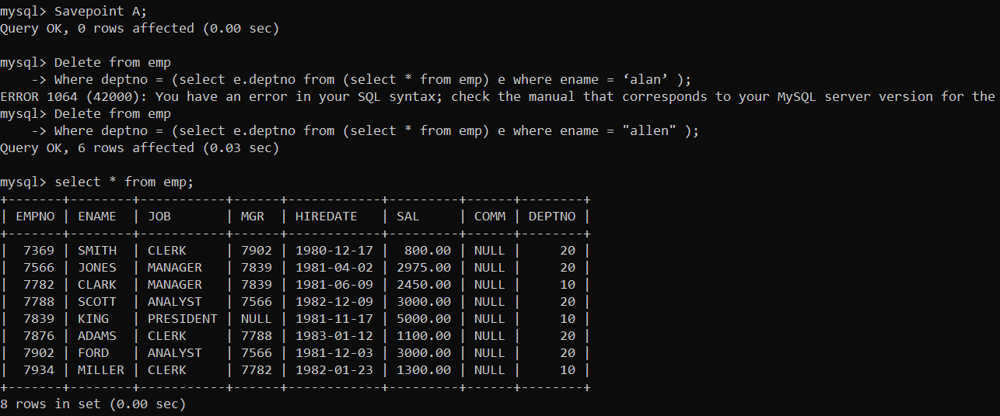 mysql> Savepoint A;
Query OK, 0 rows affected (0.00 sec)
mysql> Delete from emp
    -> Where deptno = (select e.deptno from (select * from emp) e where ename = ‘alan’ );
ERROR 1064 (42000): You have an error in your SQL syntax; check the manual that corresponds to your MySQL server version for the
mysql> Delete from emp
    -> Where deptno = (select e.deptno from (select * from emp) e where ename = "allen" );
Query OK, 6 rows affected (0.03 sec)
mysql> select * from emp;
+-------+--------+-----------+------+------------+---------+------+--------+
| EMPNO | ENAME  | JOB       | MGR  | HIREDATE   | SAL     | COMM | DEPTNO |
+-------+--------+-----------+------+------------+---------+------+--------+
|  7369 | SMITH  | CLERK     | 7902 | 1980-12-17 |  800.00 | NULL |     20 |
|  7566 | JONES  | MANAGER   | 7839 | 1981-04-02 | 2975.00 | NULL |     20 |
|  7782 | CLARK  | MANAGER   | 7839 | 1981-06-09 | 2450.00 | NULL |     10 |
|  7788 | SCOTT  | ANALYST   | 7566 | 1982-12-09 | 3000.00 | NULL |     20 |
|  7839 | KING   | PRESIDENT | NULL | 1981-11-17 | 5000.00 | NULL |     10 |
|  7876 | ADAMS  | CLERK     | 7788 | 1983-01-12 | 1100.00 | NULL |     20 |
|  7902 | FORD   | ANALYST   | 7566 | 1981-12-03 | 3000.00 | NULL |     20 |
|  7934 | MILLER | CLERK     | 7782 | 1982-01-23 | 1300.00 | NULL |     10 |
+-------+--------+-----------+------+------------+---------+------+--------+
8 rows in set (0.00 sec)